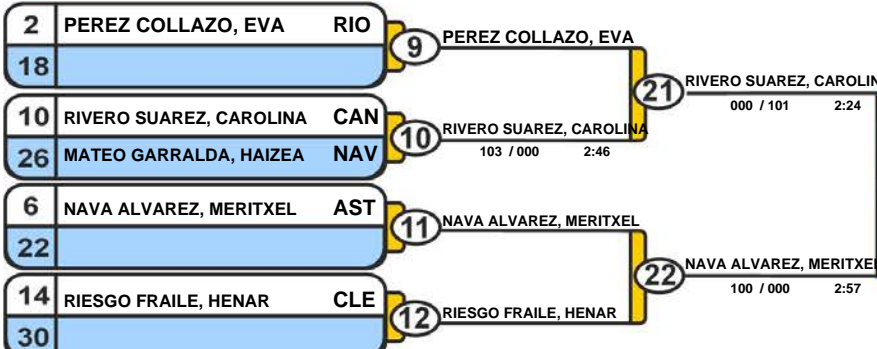 2 PEREZ COLLAZO, EVA RIO
18
9 PEREZ COLLAZO, EVA
10 RIVERO SUAREZ, CAROLINA CAN
26 MATEO GARRALDA, HAIZEA NAV
10 RIVERO SUAREZ, CAROLINA
103 / 000 2:46
21 RIVERO SUAREZ, CAROLIN
000 / 101 2:24
6 NAVA ALVAREZ, MERITXEL AST
22
11 NAVA ALVAREZ, MERITXEL
14 RIESGO FRAILE, HENAR CLE
30
12 RIESGO FRAILE, HENAR
22 NAVA ALVAREZ, MERITXEL
100 / 000 2:57